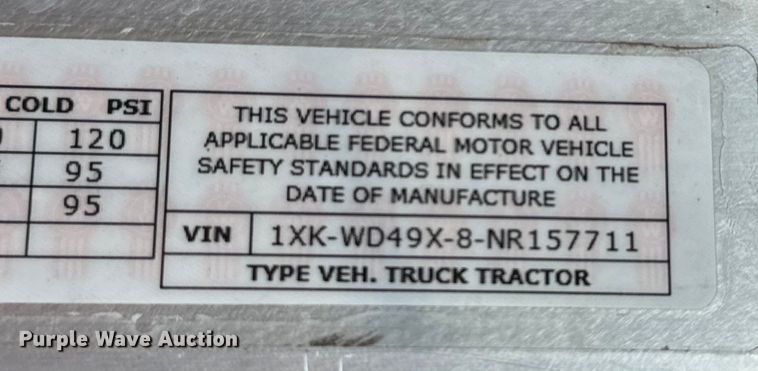 COLD PSI
120
95
95
THIS VEHICLE CONFORMS TO ALL
APPLICABLE FEDERAL MOTOR VEHICLE
SAFETY STANDARDS IN EFFECT ON THE
DATE OF MANUFACTURE
VIN 1XK-WD49X-8-NR157711
TYPE VEH. TRUCK TRACTOR
Purple Wave Auction